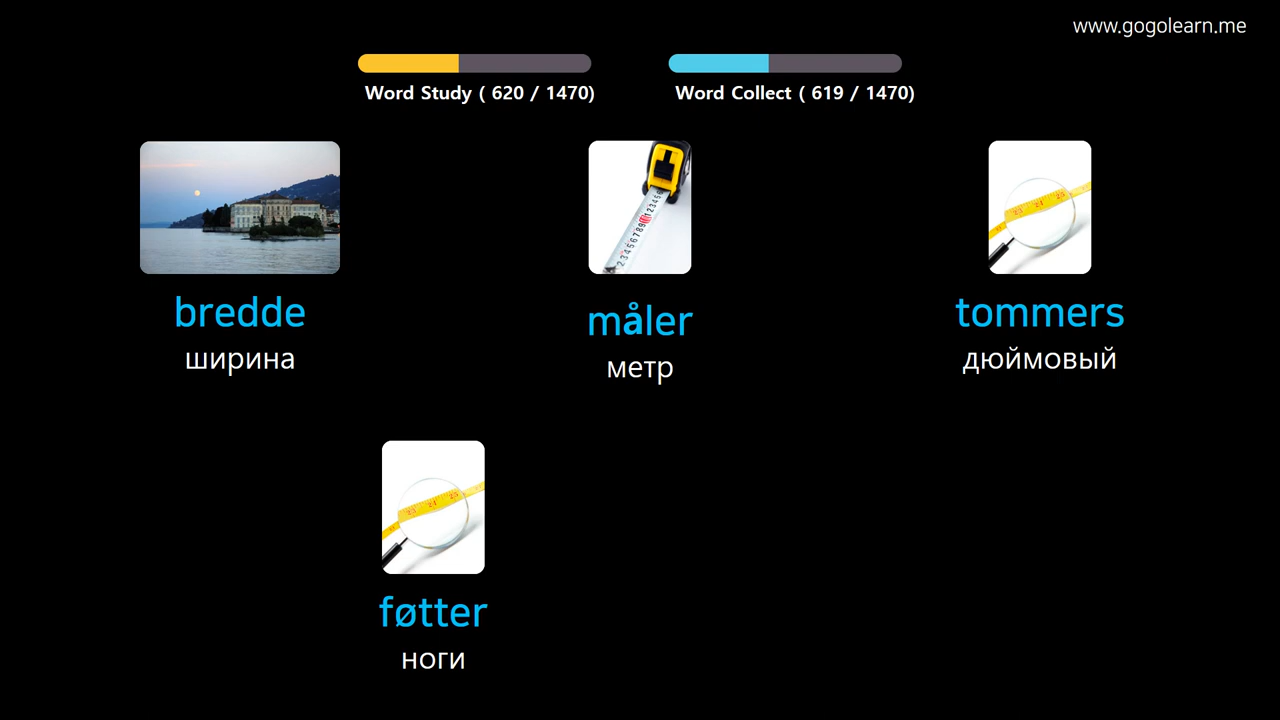 www.gogolearn.me
Word Study ( 620 / 1470)
Word Collect ( 619 / 1470)
bredde
ширина
måler
метр
tommers
дюймовый
føtter
ноги